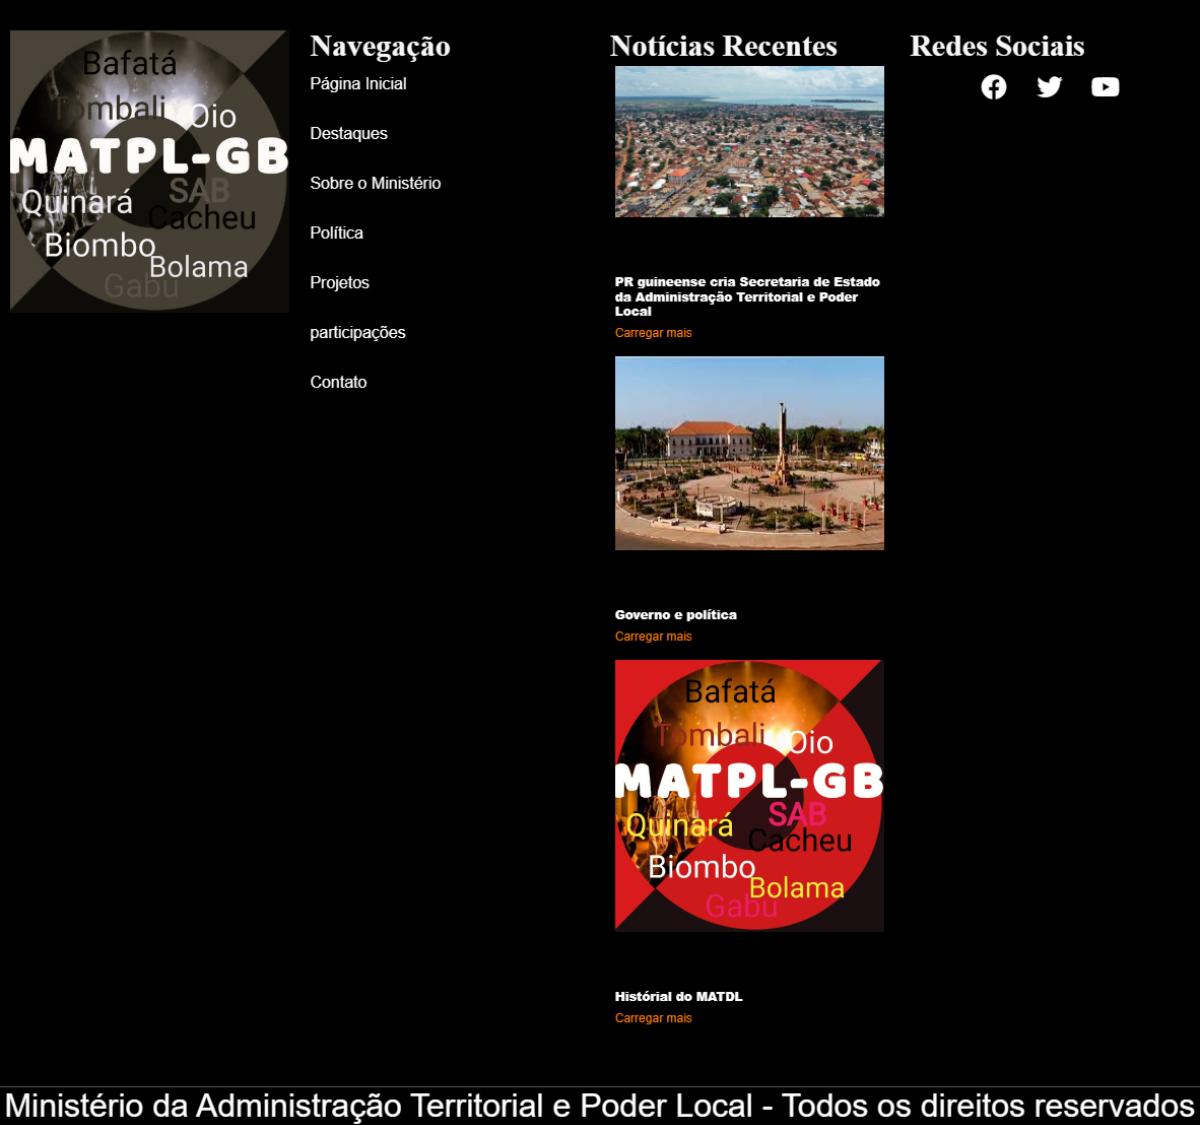 Bafatá
Tombali
Oio
MATPL-GB
SAB
Quinará
Cacheu
Biombo
Bolama
Gabu
Navegação
Página Inicial
Destaques
Sobre o Ministério
Política
Projetos
participações
Contato
Notícias Recentes
PR guineense cria Secretaria de Estado
da Administração Territorial e Poder
Local
Carregar mais
Governo e política
Carregar mais
Bafatá
Tombali
Oio
MATPL-GB
SAB
Quinará
Cacheu
Biombo
Bolama
Gabu
Histórial do MATDL
Carregar mais
Redes Sociais
Ministério da Administração Territorial e Poder Local - Todos os direitos reservados